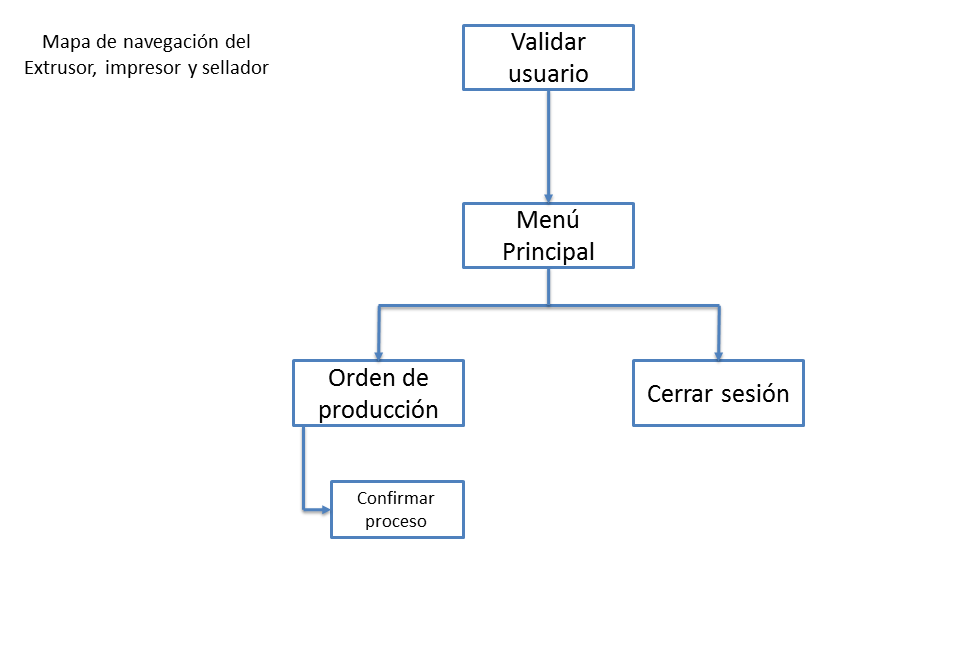 Mapa de navegación del
Extrusor, impresor y sellador
Validar
usuario
Menú
Principal
Orden de
producción
Cerrar sesión
Confirmar
proceso